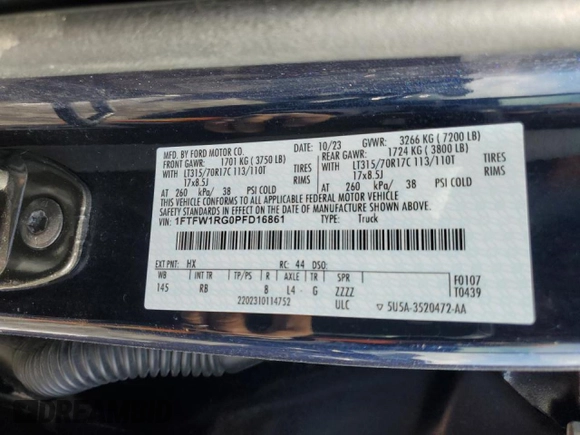 MFD. BY FORD MOTOR CO. DATE: 10/23 GVWR: 3266 KG ( 7200 LB)
FRONT GAWR: 1701 KG ( 3750 LB) REAR GAWR: 1724 KG ( 3800 LB)
WITH LT315/70R17C 113/110T TIRES WITH LT315/70R17C 113/110T TIRES
17x8.5J RIMS 17x8.5J RIMS
AT 260 kPa/ 38 PSI COLD AT 260 kPa/ 38 PSI COLD
THIS VEHICLE CONFORMS TO ALL APPLICABLE FEDERAL MOTOR VEHICLE
SAFETY STANDARDS IN EFFECT ON THE DATE OF MANUFACTURE SHOWN ABOVE.
VIN: 1FTFW1RG0PFD16861 TYPE: Truck
EXT PNT: HX RC: 44 DSO:
WB INT TR TP/PS R AXLE TR SPR
145 RB 8 L4 G ZZZZ F0107
T0439
2202310114752 ULC 5U5A-3520472-AA
DREAMBID